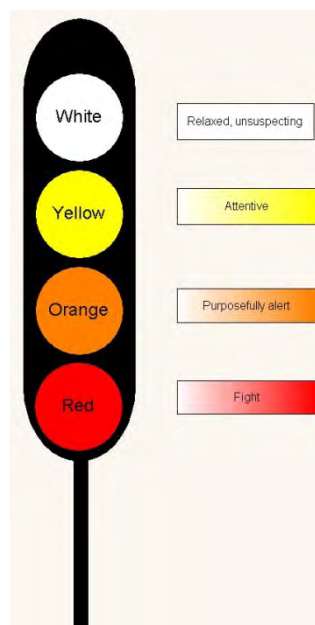 White
Relaxed, unsuspecting
Yellow
Attentive
Orange
Purposefully alert
Red
Fight